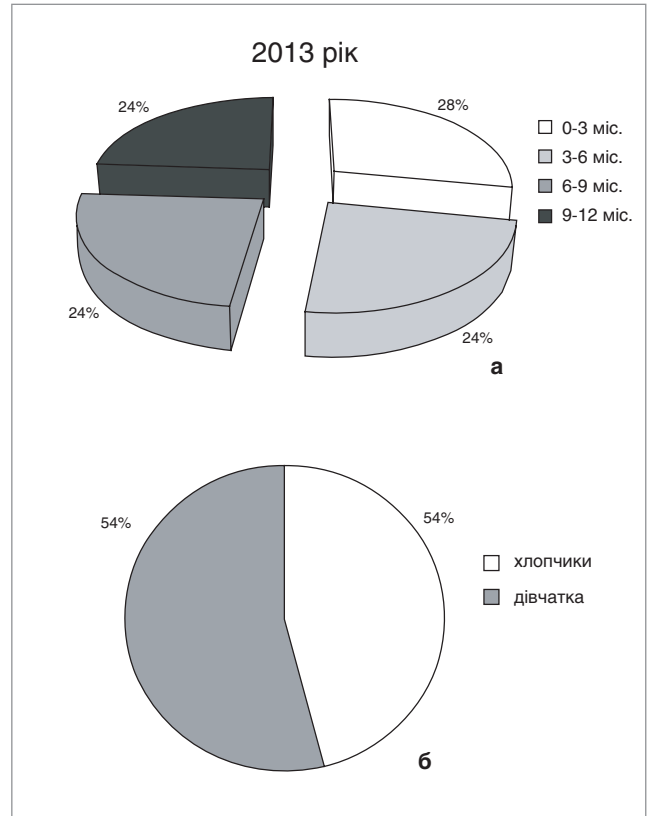 2013 рік
24%
28%
0-3 міс.
3-6 міс.
6-9 міс.
9-12 міс.
24%
24%
а
54%
54%
хлопчики
дівчатка
б